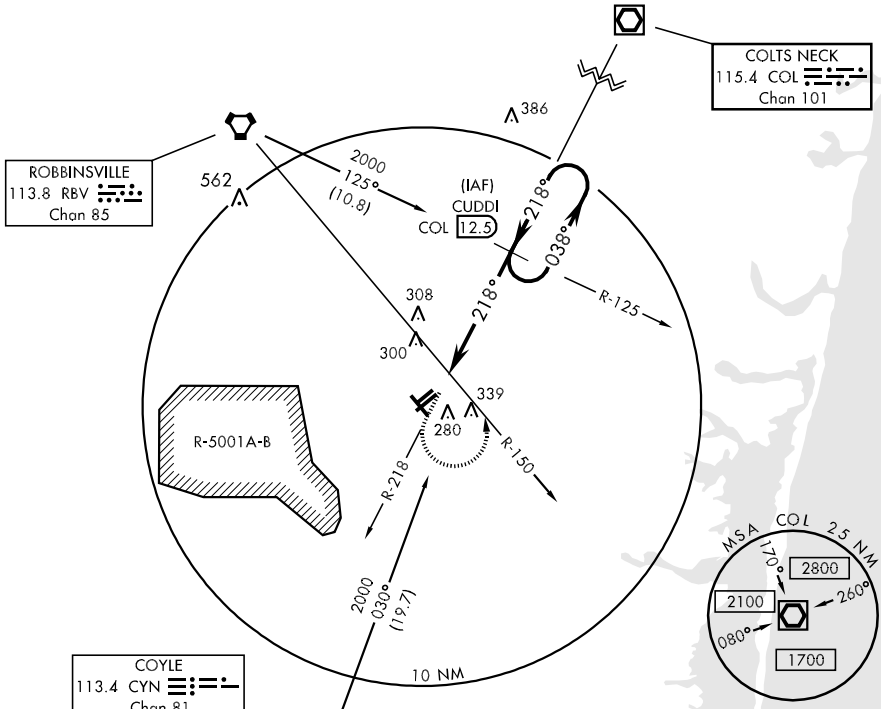 COLTS NECK
115.4 COL
Chan 101
386
ROBBINSVILLE
113.8 RBV
Chan 85
562
2000
125°
(10.8)
(IAF)
CUDDI
COL 12.5
218°
038°
218°
R-125
308
300
339
280
R-5001A-B
R-218
R-150
2000
030°
(19.7)
10 NM
COYLE
113.4 CYN
Chan 81
MSA COL 25 NM
170°
2800
2100
260°
080°
1700